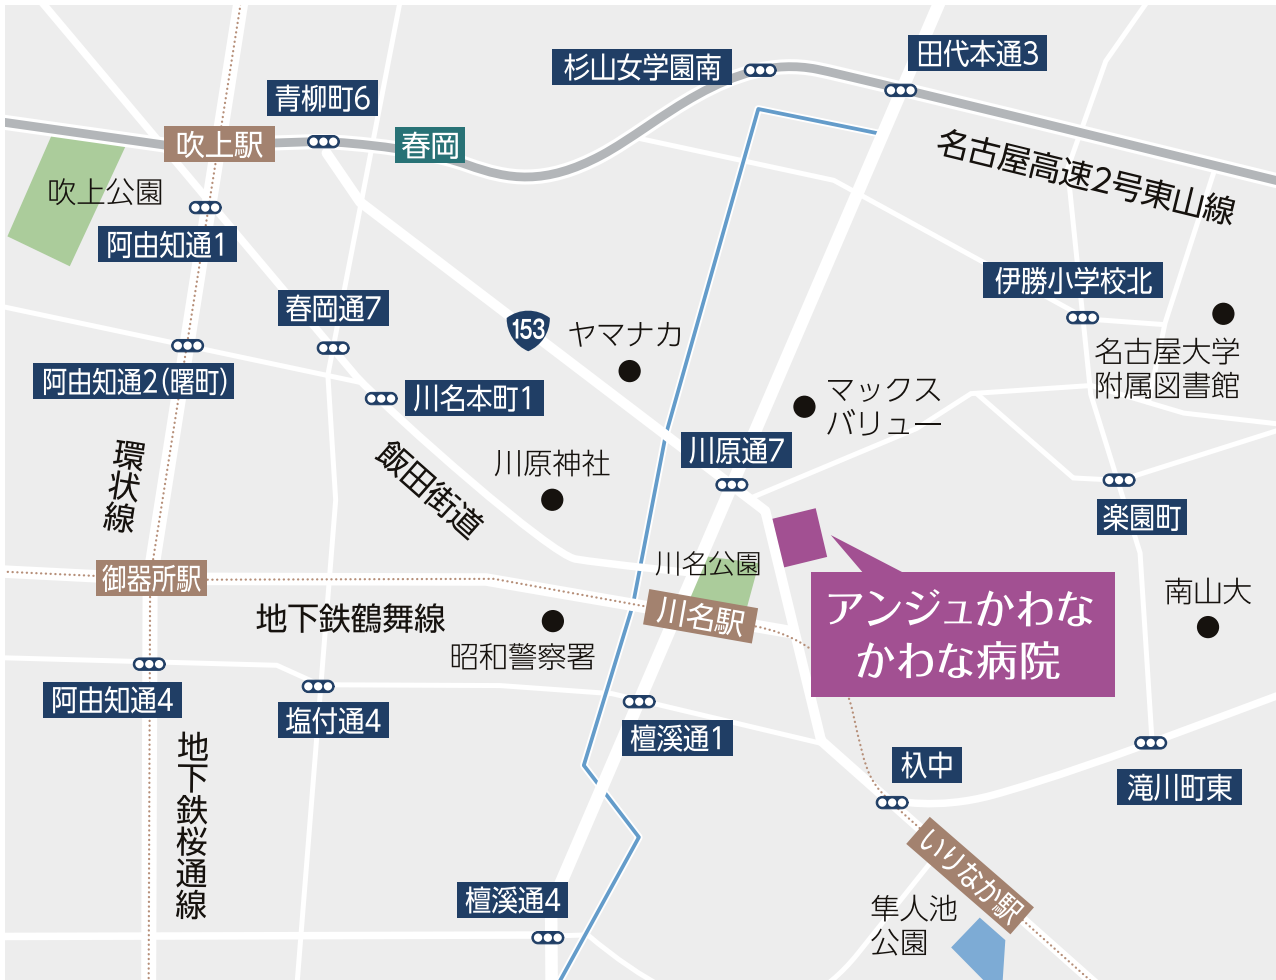 田代本通3
杉山女学園南
青柳町6
吹上駅
春岡
名古屋高速2号東山線
吹上公園
阿由知通1
伊勝小学校北
春岡通7
153
ヤマナカ
名古屋大学
附属図書館
阿由知通2(曙町)
川名本町1
マックス
バリュー
環状線
飯田街道
川原神社
川原通7
楽園町
川名公園
御器所駅
南山大
アンジュかわな
かわな病院
地下鉄鶴舞線
川名駅
昭和警察署
阿由知通4
塩付通4
檀溪通1
地下鉄桜通線
杁中
滝川町東
いりなか駅
檀溪通4
隼人池
公園